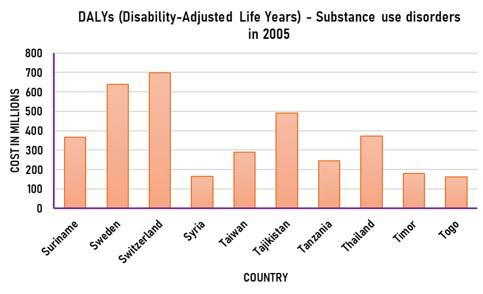 DALYs (Disability-Adjusted Life Years) - Substance use disorders
in 2005
COST IN MILLIONS
800
700
600
500
400
300
200
100
0
Suriname
Sweden
Switzerland
Syria
Taiwan
Tajikistan
Tanzania
Thailand
Timor
Togo
COUNTRY